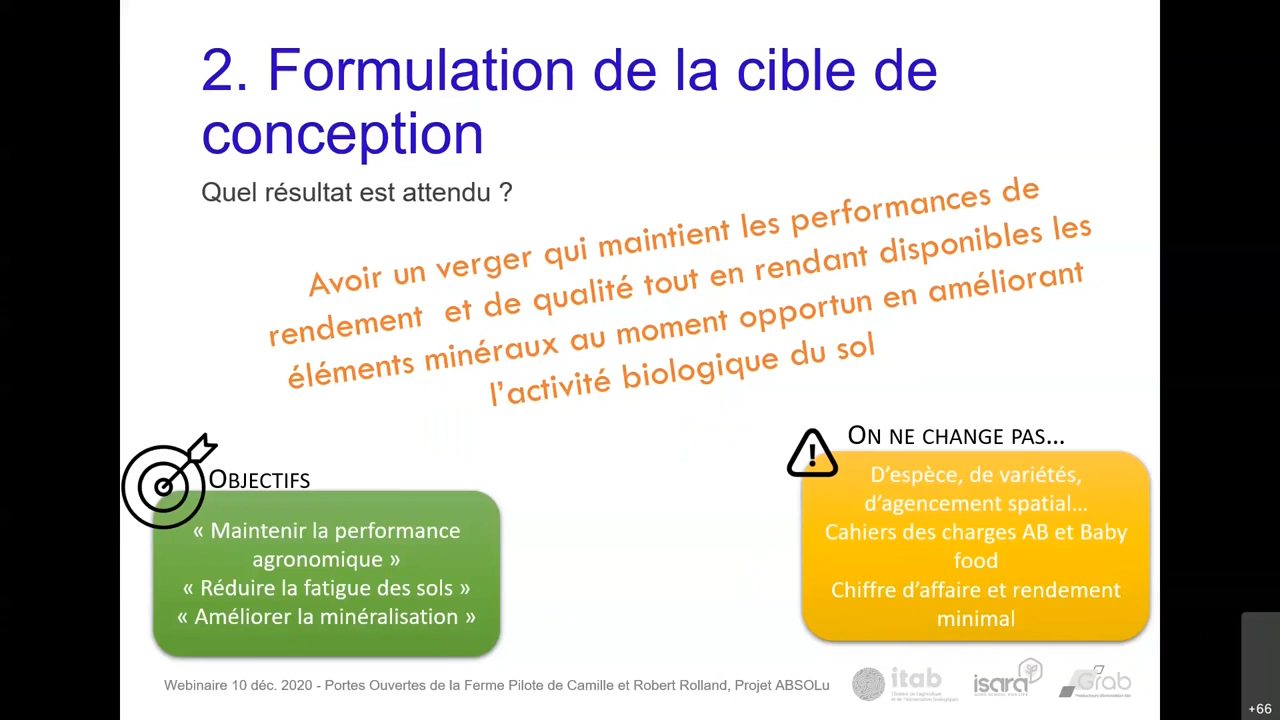 2. Formulation de la cible de
conception
Quel résultat est attendu ?
Avoir un verger qui maintient les performances de
rendement et de qualité tout en rendant disponibles les
éléments minéraux au moment opportun en améliorant
l'activité biologique du sol
OBJECTIFS
« Maintenir la performance
agronomique »
« Réduire la fatigue des sols »
« Améliorer la minéralisation »
ON NE CHANGE PAS...
D'espèce, de variétés,
d'agencement spatial...
Cahiers des charges AB et Baby
food
Chiffre d'affaire et rendement
minimal
Webinaire 10 déc. 2020 - Portes Ouvertes de la Ferme Pilote de Camille et Robert Rolland, Projet ABSOLu
itab
isara
Grab
+66